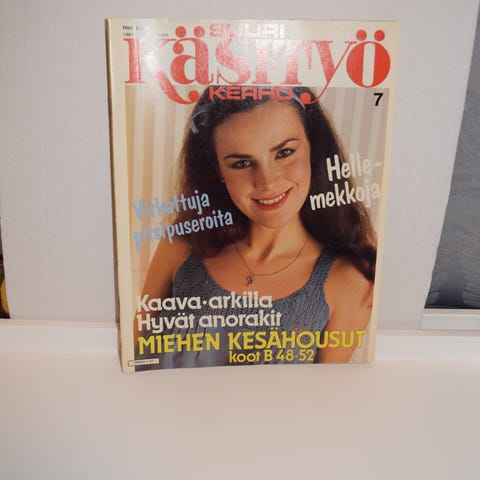 SUURI
Käsityö
KERHO
7
Helle-
mekkoja
Virkattuja
pitsipuseroita
Kaava-arkilla
Hyvät anorakit
MIEHEN KESÄHOUSUT
koot B 48-52